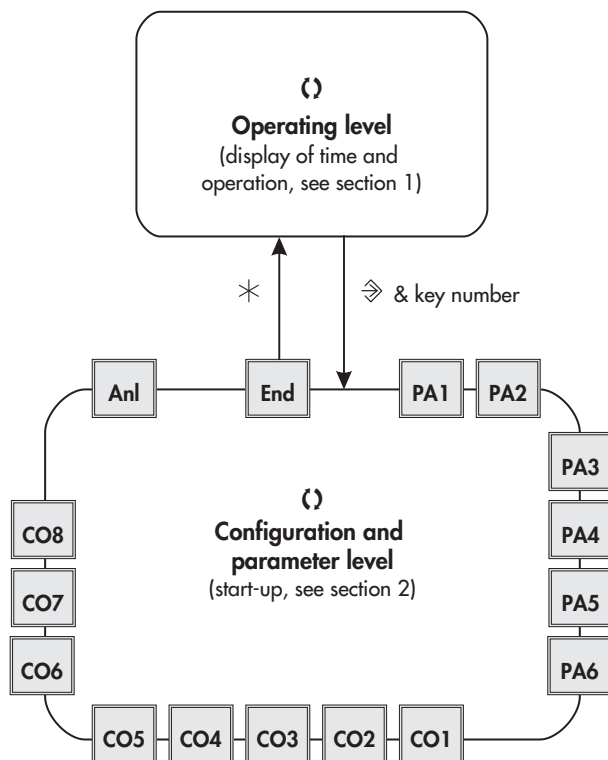 Operating level
(display of time and
operation, see section 1)
& key number
Anl
End
PA1
PA2
PA3
CO8
Configuration and
parameter level
(start-up, see section 2)
PA4
CO7
PA5
CO6
PA6
CO5
CO4
CO3
CO2
CO1